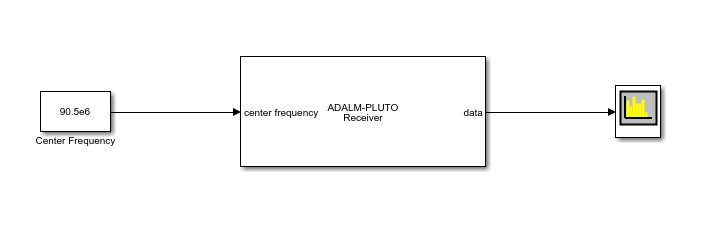 90.5e6
Center Frequency
center frequency
ADALM-PLUTO
Receiver
data